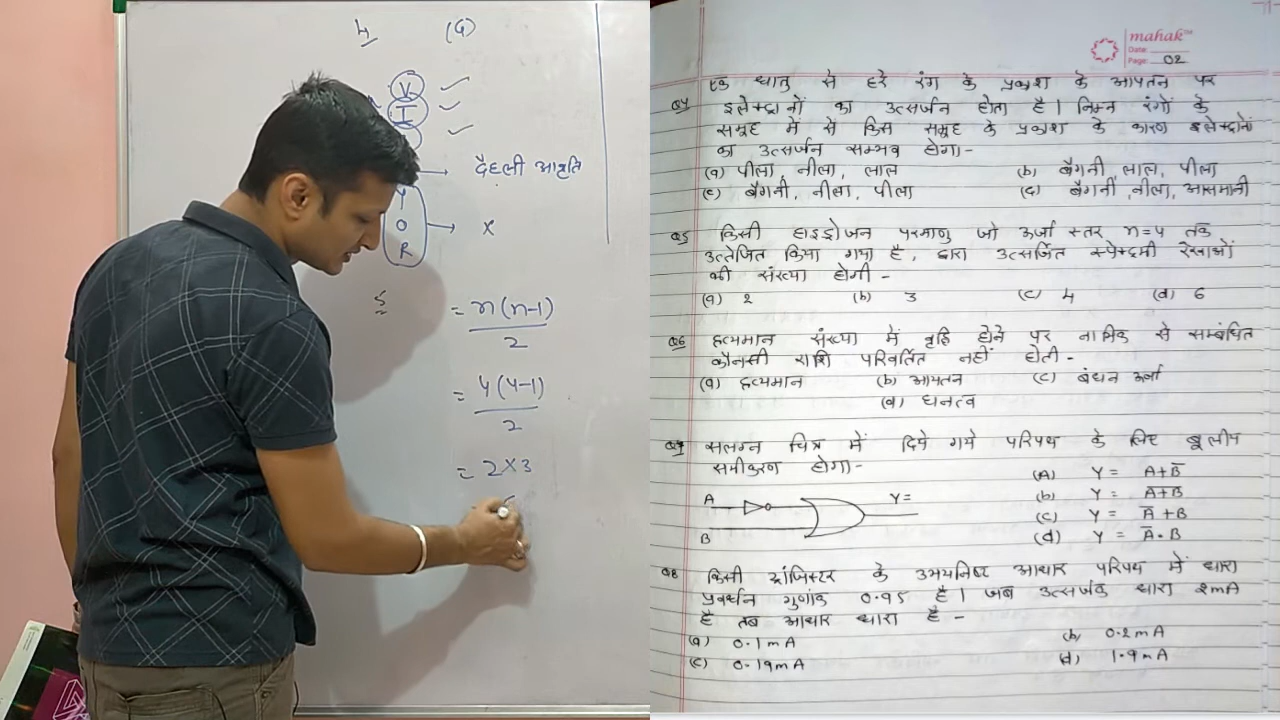 4 (d)
V
I
Y
O
R
दैहली आवृति
x
5
= n(n-1)
2
= 4(4-1)
2
= 2×3
mahak
Date:
Page: 02
एक धातु से हरे रंग के प्रकाश के आपतन पर
Q4 इलेक्ट्रानों का उत्सर्जन होता है। निम्न रंगों के
समूह में से किस समूह के प्रकाश के कारण इलेक्ट्रोनों
का उत्सर्जन सम्भव होगा-
(a) पीला, नीला, लाल (b) बैंगनी, लाल, पीला
(c) बैंगनी, नीला, पीला (d) बैंगनी, नीला, आसमानी
Q5 किसी हाइड्रोजन परमाणु जो ऊर्जा स्तर n=4 तक
उत्तेजित किया गया है, द्वारा उत्सर्जित स्पेक्ट्रमी रेखाओं
की संख्या होगी -
(a) 2 (b) 3 (c) 4 (d) 6
Q6 द्रव्यमान संख्या में वृद्धि होने पर नाभिक से सम्बंधित
कौनसी राशि परिवर्तित नहीं होती -
(a) द्रव्यमान (b) आयतन (c) बंधन ऊर्जा
(d) घनत्व
Q7 सलग्न चित्र में दिये गये परिपथ के लिए बूलीय
समीकरण होगा-
(A) Y = A+B̅
(b) Y = A̅+B̅
(c) Y = A̅+B
(d) Y = A̅.B
A
B
Y=
Q8 किसी ट्रांजिस्टर के उभयनिष्ट आधार परिपथ में धारा
प्रवर्धन गुणांक 0.95 है। जब उत्सर्जक धारा 2mA
है तब आधार धारा है -
(a) 0.1mA (b) 0.2mA
(c) 0.19mA (d) 1.9mA